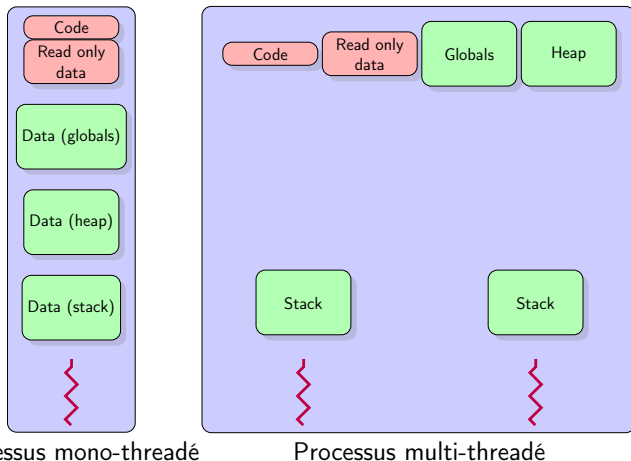 Code
Read only
data
Data (globals)
Data (heap)
Data (stack)
Code
Read only
data
Globals
Heap
Stack
Stack
essus mono-threadé
Processus multi-threadé